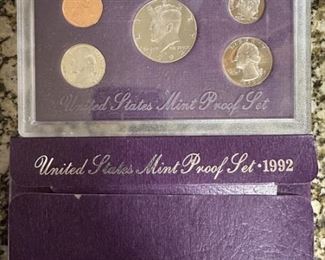 United States Mint Proof Set
United States Mint Proof Set • 1992